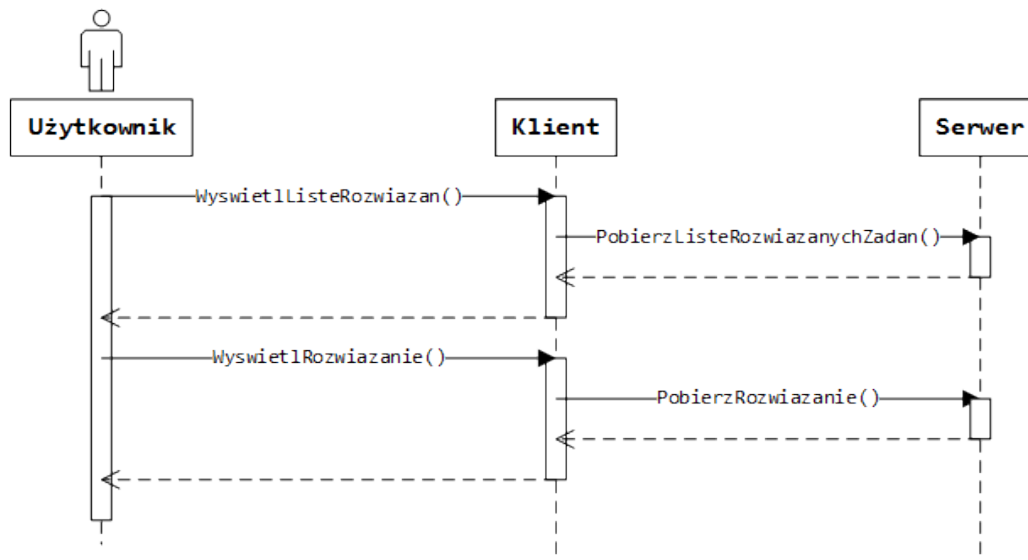 Użytkownik
Klient
Serwer
WyswietlListeRozwiazan()
PobierzListeRozwiazanychZadan()
WyswietlRozwiazanie()
PobierzRozwiazanie()